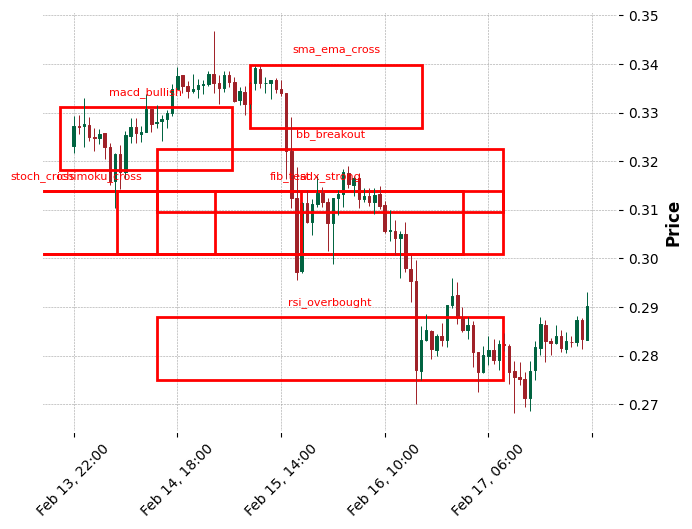 0.35
sma_ema_cross
0.34
macd_bullish
0.33
bb_breakout
0.32
stoch_cross
fib_test
adx_strong
0.31
Price
0.30
rsi_overbought
0.29
0.28
0.27
Feb 13, 22:00
Feb 14, 18:00
Feb 15, 14:00
Feb 16, 10:00
Feb 17, 06:00